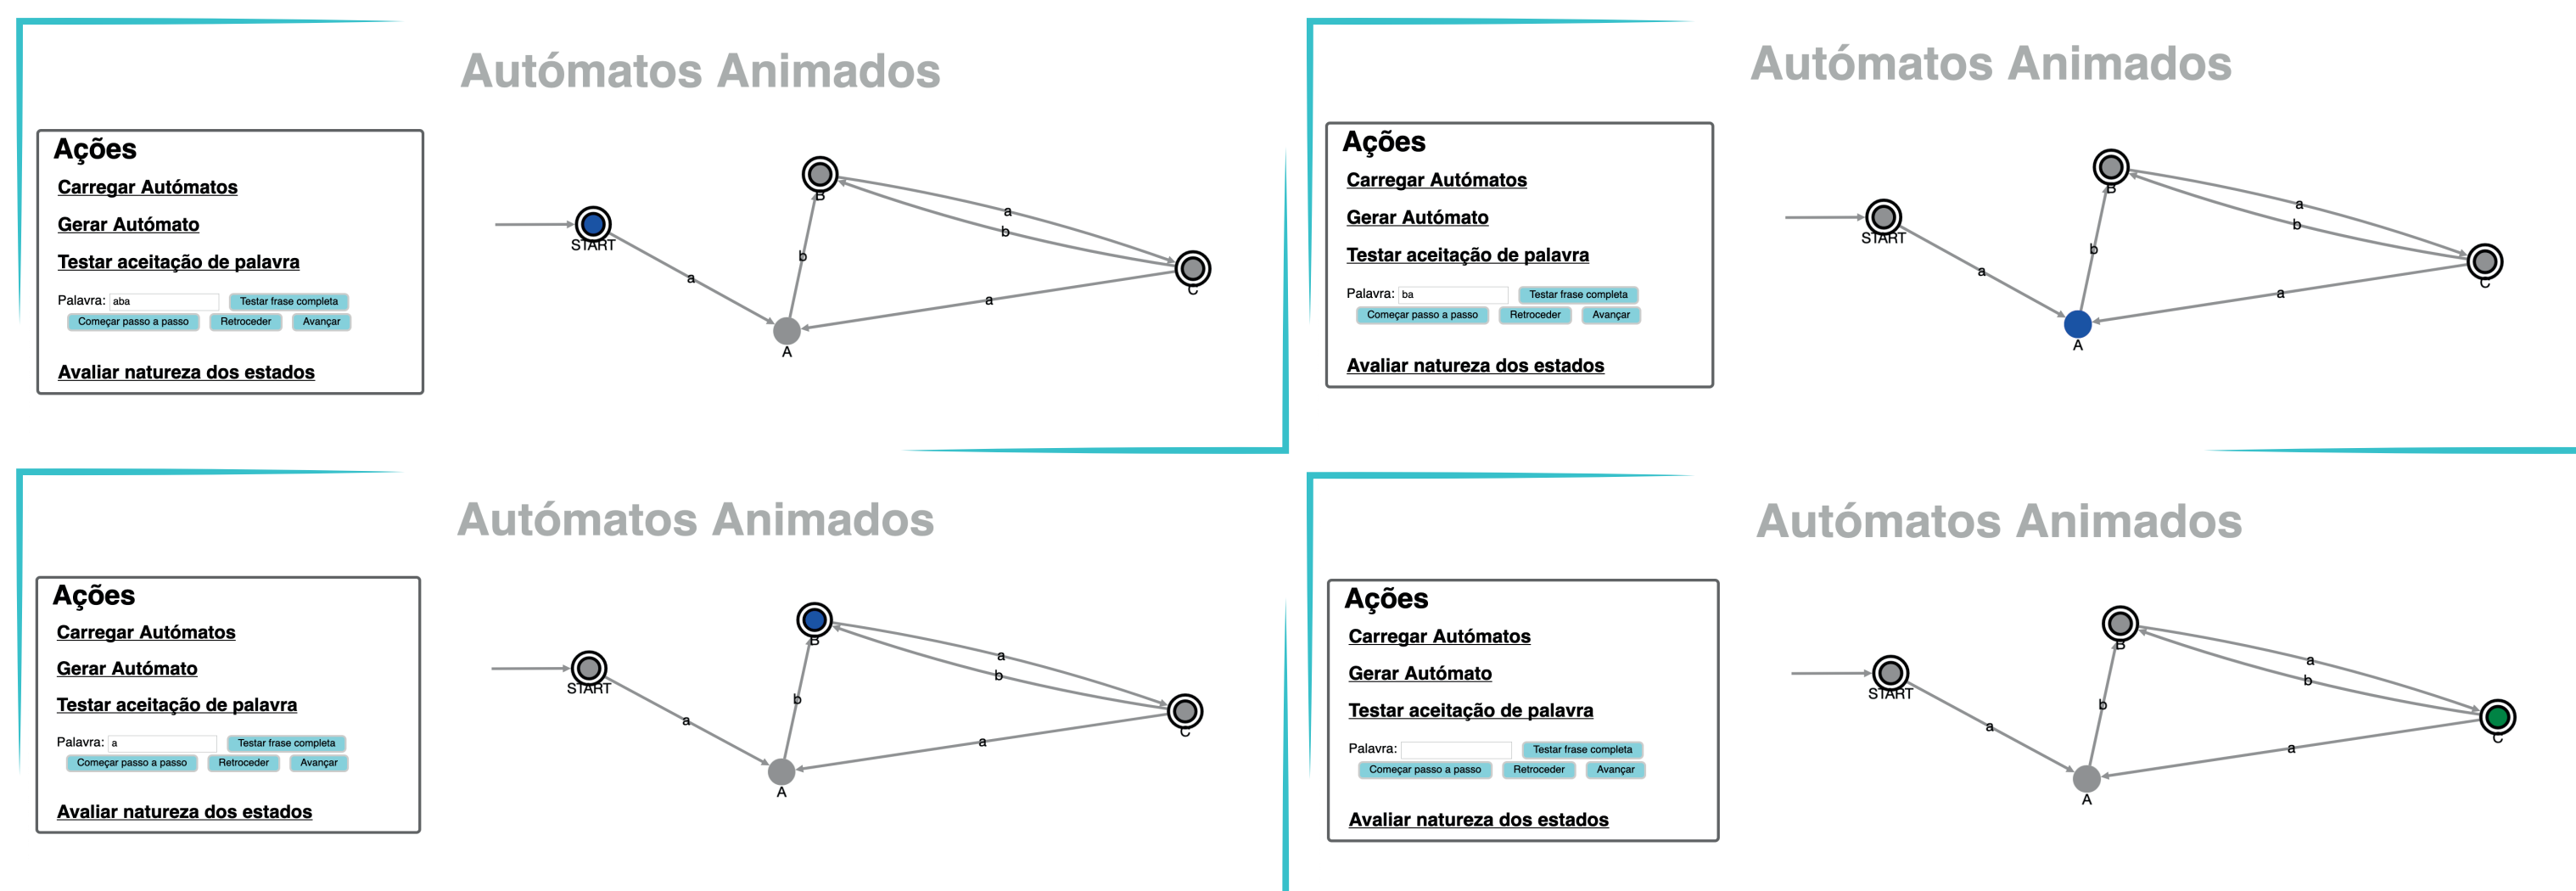 Autómatos Animados
Ações
Carregar Autómatos
Gerar Autómato
Testar aceitação de palavra
Palavra: aba Testar frase completa
Começar passo a passo Retroceder Avançar
Avaliar natureza dos estados
START
B
a
b
b
a
a
C
A
Autómatos Animados
Ações
Carregar Autómatos
Gerar Autómato
Testar aceitação de palavra
Palavra: ba Testar frase completa
Começar passo a passo Retroceder Avançar
Avaliar natureza dos estados
START
B
a
b
b
a
a
C
A
Autómatos Animados
Ações
Carregar Autómatos
Gerar Autómato
Testar aceitação de palavra
Palavra: a Testar frase completa
Começar passo a passo Retroceder Avançar
Avaliar natureza dos estados
START
B
a
b
b
a
a
C
A
Autómatos Animados
Ações
Carregar Autómatos
Gerar Autómato
Testar aceitação de palavra
Palavra: Testar frase completa
Começar passo a passo Retroceder Avançar
Avaliar natureza dos estados
START
B
a
b
b
a
a
C
A